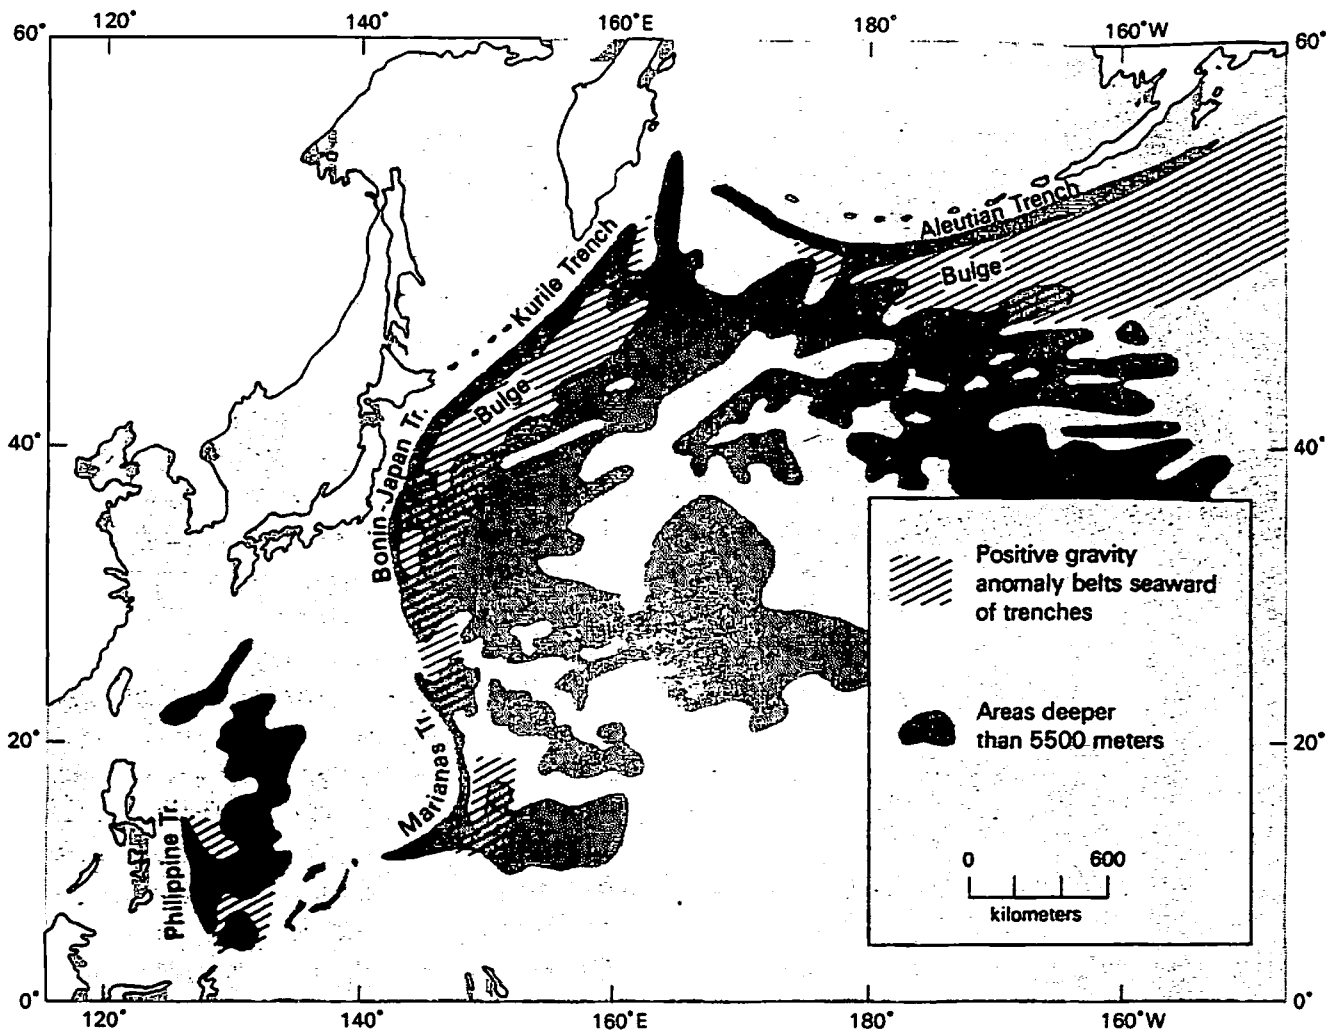 120°
140°
160°E
180°
160°W
60°
60°
Aleutian Trench
Bulge
Kurile Trench
Bulge
40°
40°
Bonin-Japan Tr.
Positive gravity
anomaly belts seaward
of trenches
Areas deeper
than 5500 meters
20°
20°
Marianas Tr.
Philippine Tr.
0
600
kilometers
0°
0°
120°
140°
160°E
180°
160°W